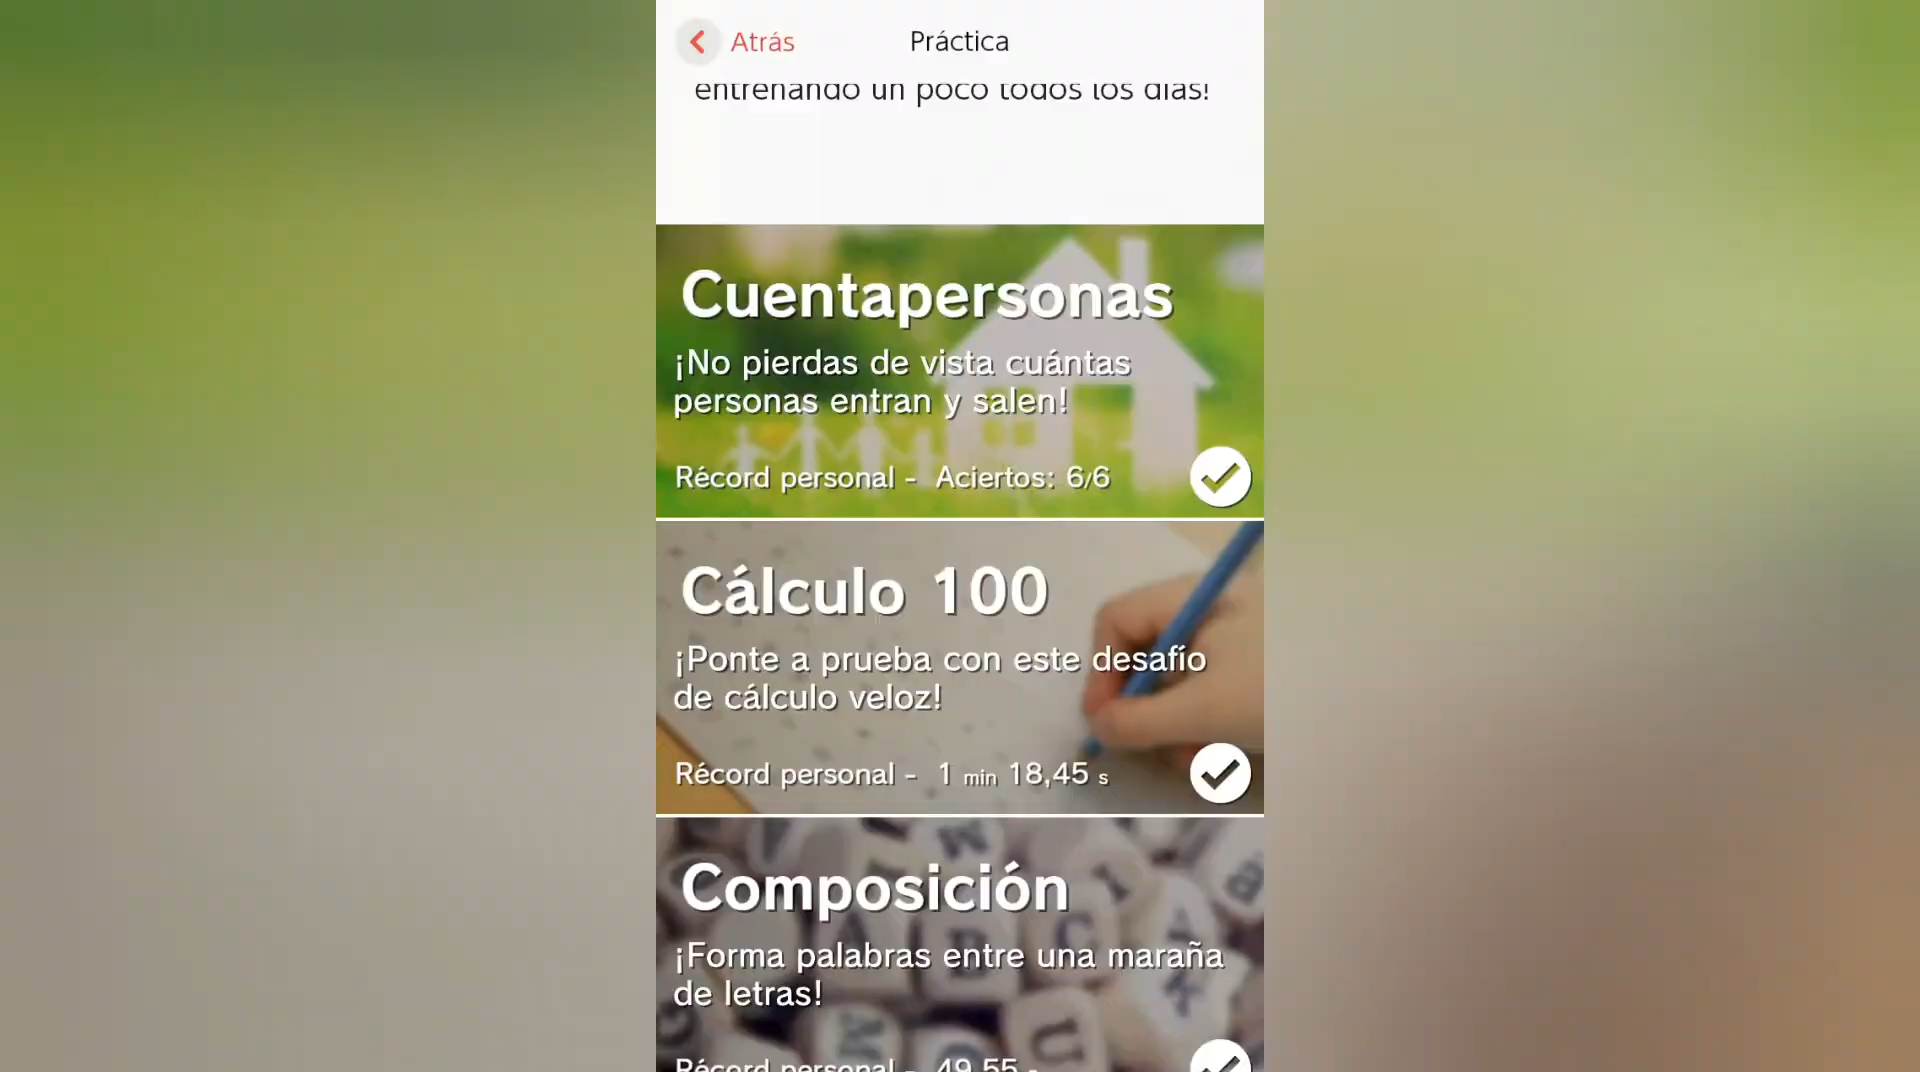 Atrás
Práctica
entrenando un poco todos los días!
Cuentapersonas
¡No pierdas de vista cuántas
personas entran y salen!
Récord personal - Aciertos: 6/6
Cálculo 100
¡Ponte a prueba con este desafío
de cálculo veloz!
Récord personal - 1 min 18,45 s
Composición
¡Forma palabras entre una maraña
de letras!
Récord personal - 49,55 s